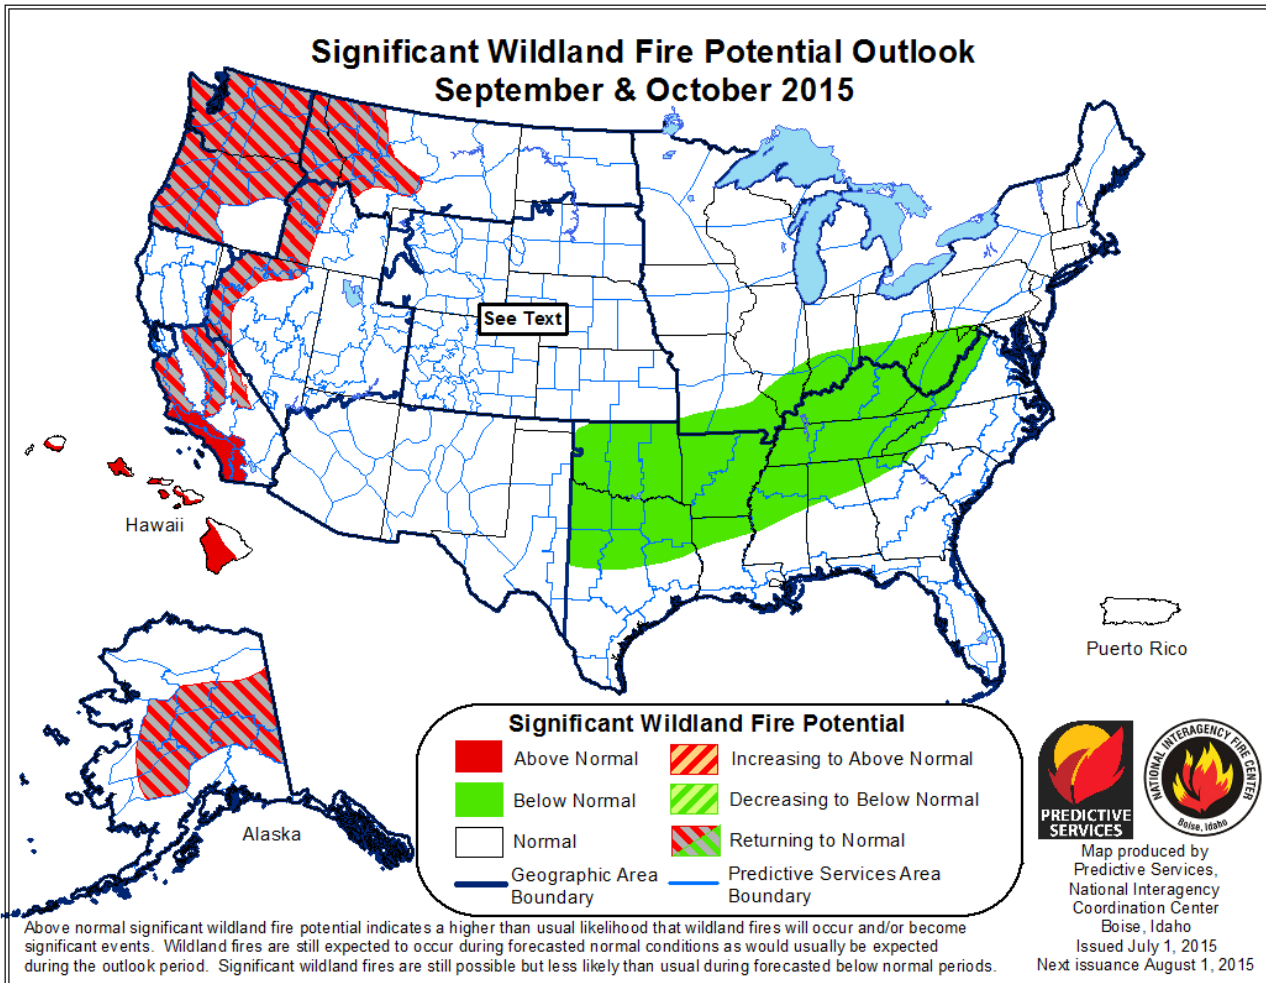 Significant Wildland Fire Potential Outlook
September & October 2015
See Text
Hawaii
Puerto Rico
Alaska
Significant Wildland Fire Potential
Above Normal
Increasing to Above Normal
Below Normal
Decreasing to Below Normal
Normal
Returning to Normal
Geographic Area
Boundary
Predictive Services Area
Boundary
PREDICTIVE
SERVICES
NATIONAL INTERAGENCY FIRE CENTER
Boise, Idaho
Map produced by
Predictive Services,
National Interagency
Coordination Center
Boise, Idaho
Issued July 1, 2015
Next issuance August 1, 2015
Above normal significant wildland fire potential indicates a higher than usual likelihood that wildland fires will occur and/or become
significant events.  Wildland fires are still expected to occur during forecasted normal conditions as would usually be expected
during the outlook period.  Significant wildland fires are still possible but less likely than usual during forecasted below normal periods.